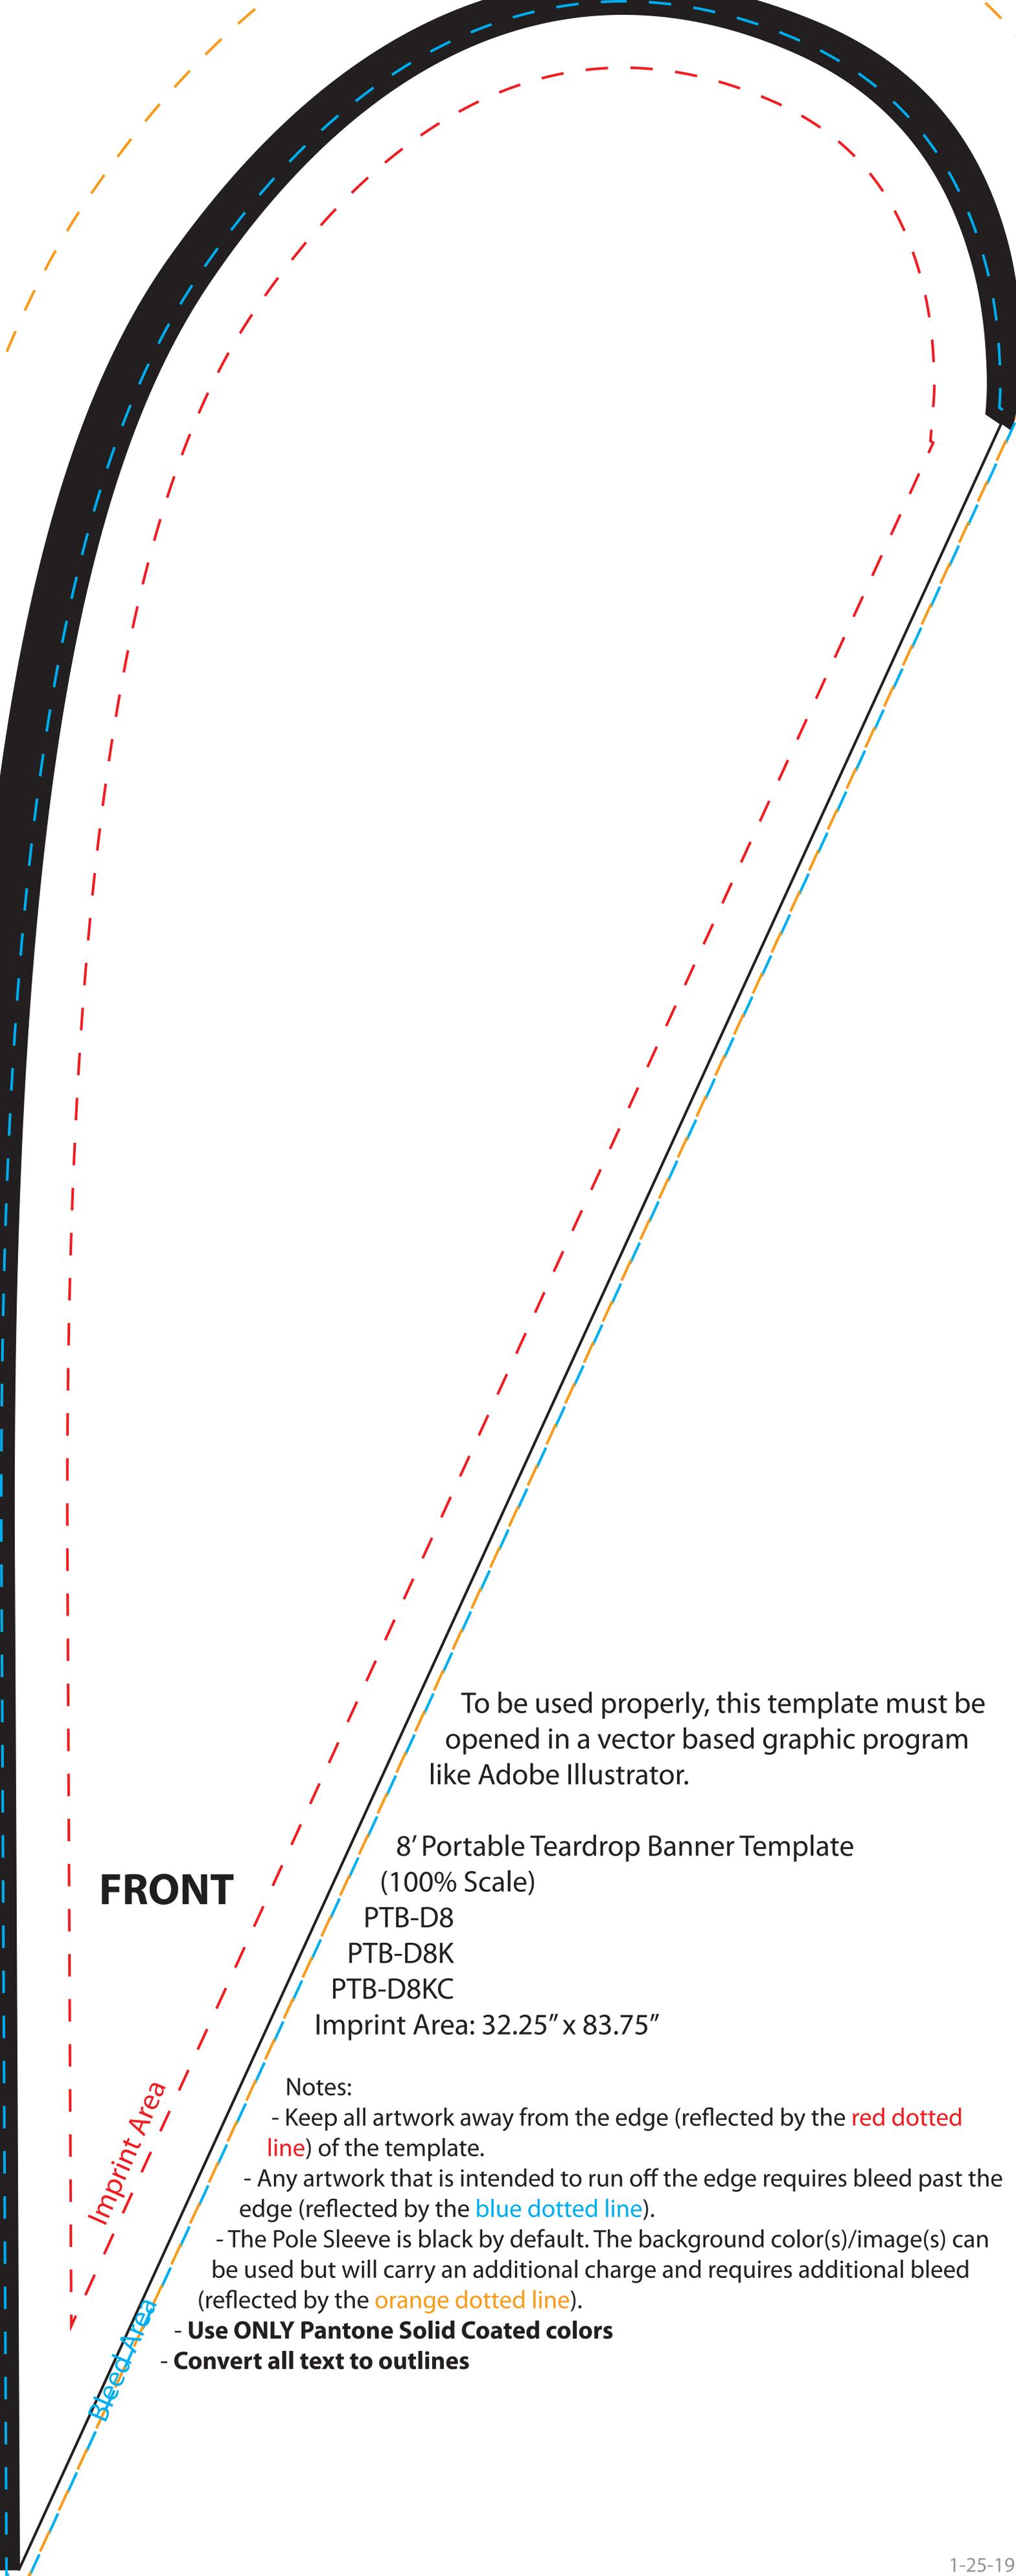 To be used properly, this template must be
opened in a vector based graphic program
like Adobe Illustrator.
8’ Portable Teardrop Banner Template
(100% Scale)
FRONT
PTB-D8
PTB-D8K
PTB-D8KC
Imprint Area: 32.25” x 83.75”
Notes:
- Keep all artwork away from the edge (reflected by the red dotted
line) of the template.
- Any artwork that is intended to run off the edge requires bleed past the
edge (reflected by the blue dotted line).
- The Pole Sleeve is black by default. The background color(s)/image(s) can
be used but will carry an additional charge and requires additional bleed
(reflected by the orange dotted line).
- Use ONLY Pantone Solid Coated colors
- Convert all text to outlines
Imprint Area
Bleed Area
1-25-19